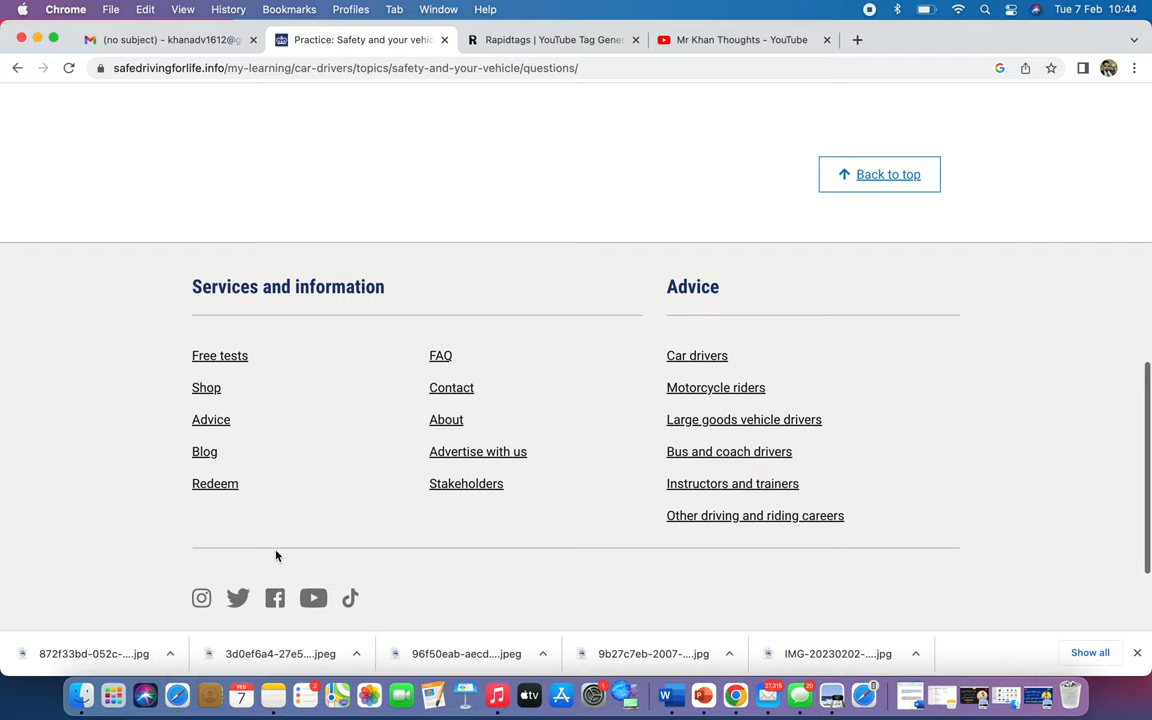 Chrome File Edit View History Bookmarks Profiles Tab Window Help Tue 7 Feb 10:44
(no subject) - khanadv1612@g Practice: Safety and your vehic Rapidtags | YouTube Tag Gener Mr Khan Thoughts - YouTube
safedrivingforlife.info/my-learning/car-drivers/topics/safety-and-your-vehicle/questions/
Back to top
Services and information Advice
Free tests FAQ Car drivers
Shop Contact Motorcycle riders
Advice About Large goods vehicle drivers
Blog Advertise with us Bus and coach drivers
Redeem Stakeholders Instructors and trainers
Other driving and riding careers
872f33bd-052c-....jpg 3d0ef6a4-27e5....jpeg 96f50eab-aecd....jpeg 9b27c7eb-2007-....jpg IMG-20230202-....jpg Show all
27,315